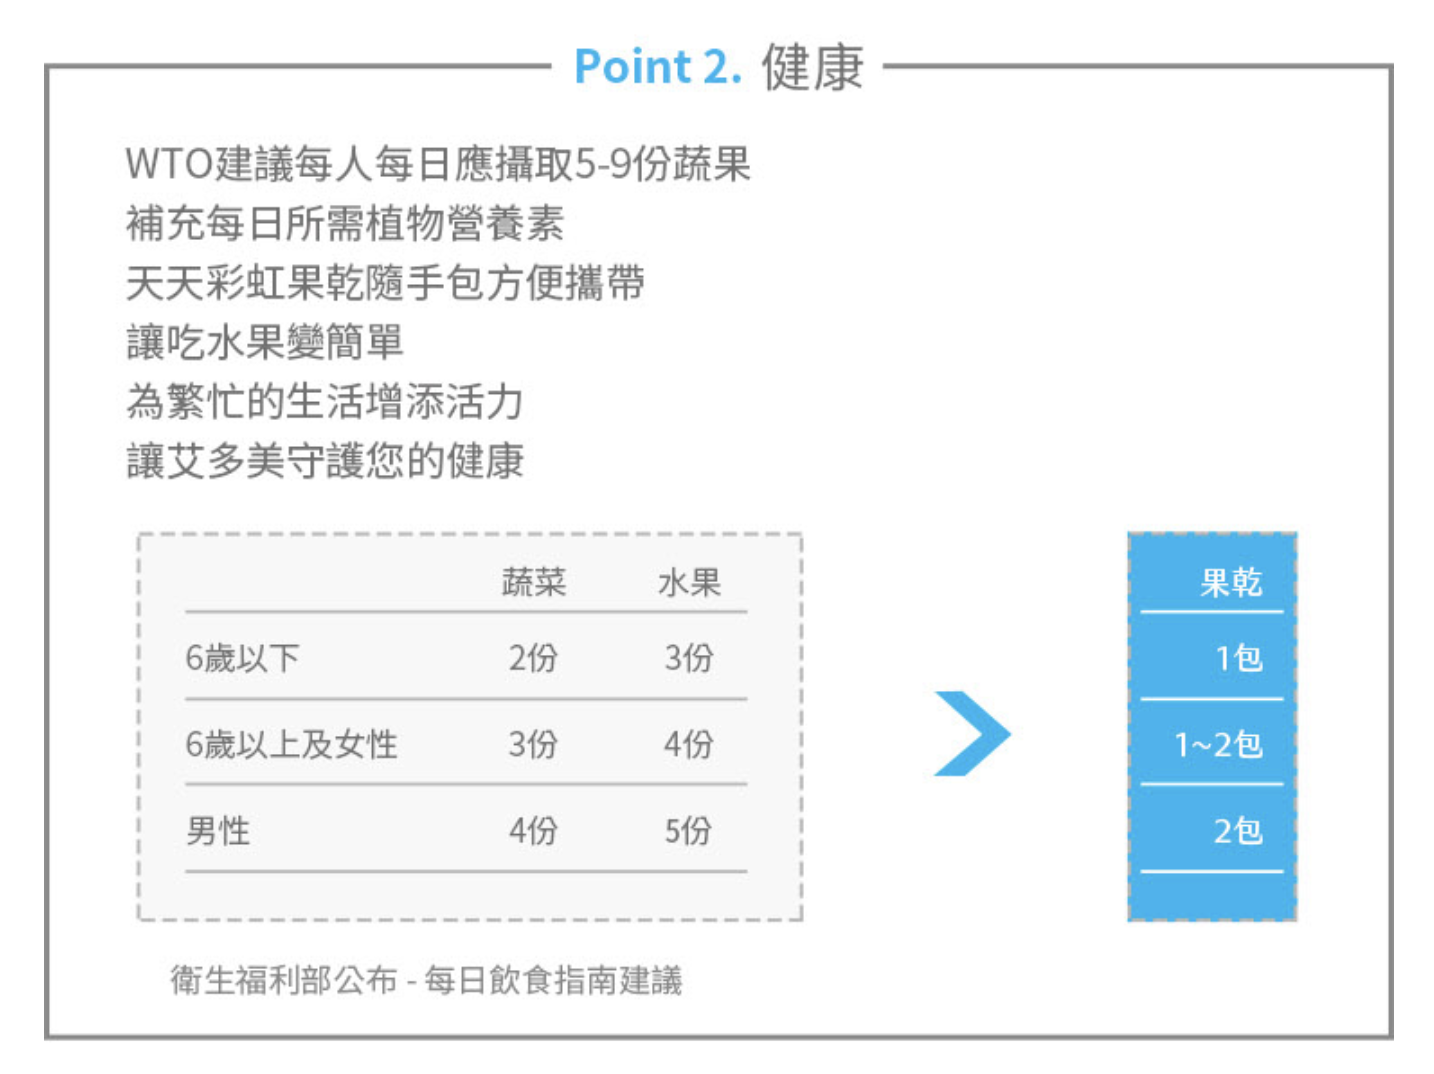 Point 2. 健康
WTO建議每人每日應攝取5-9份蔬果
補充每日所需植物營養素
天天彩虹果乾隨手包方便攜帶
讓吃水果變簡單
為繁忙的生活增添活力
讓艾多美守護您的健康
蔬菜 水果 果乾
6歲以下 2份 3份 1包
6歲以上及女性 3份 4份 1~2包
男性 4份 5份 2包
衛生福利部公布 - 每日飲食指南建議